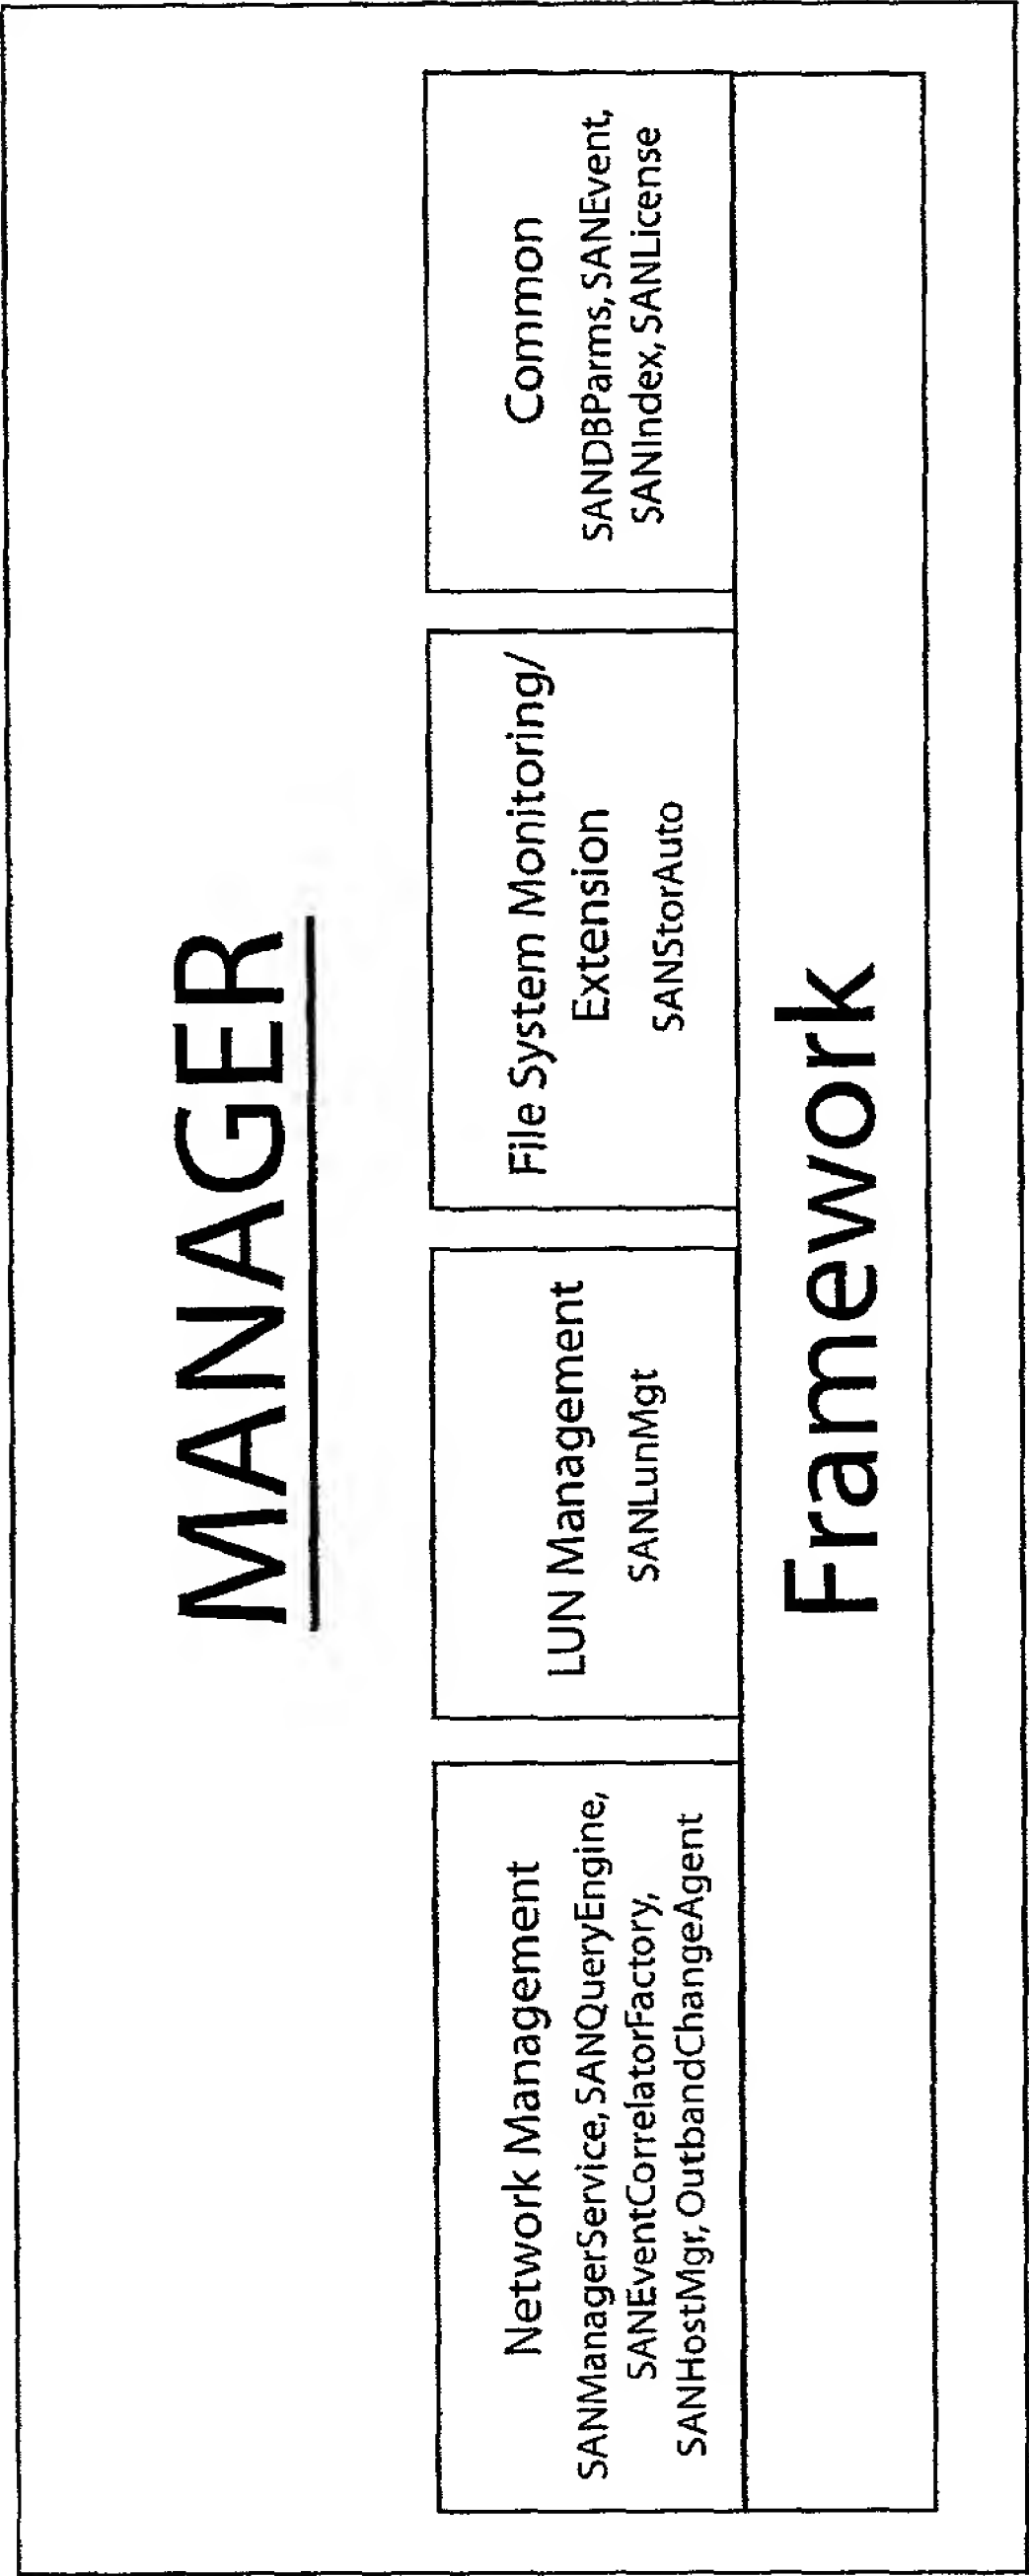 MANAGER
Network Management
SANManagerService, SANQueryEngine,
SANEventCorrelatorFactory,
SANHostMgr, OutbandChangeAgent
LUN Management
SANLunMgt
File System Monitoring/
Extension
SANStorAuto
Common
SANDBParms, SANEvent,
SANIndex, SANLicense
Framework